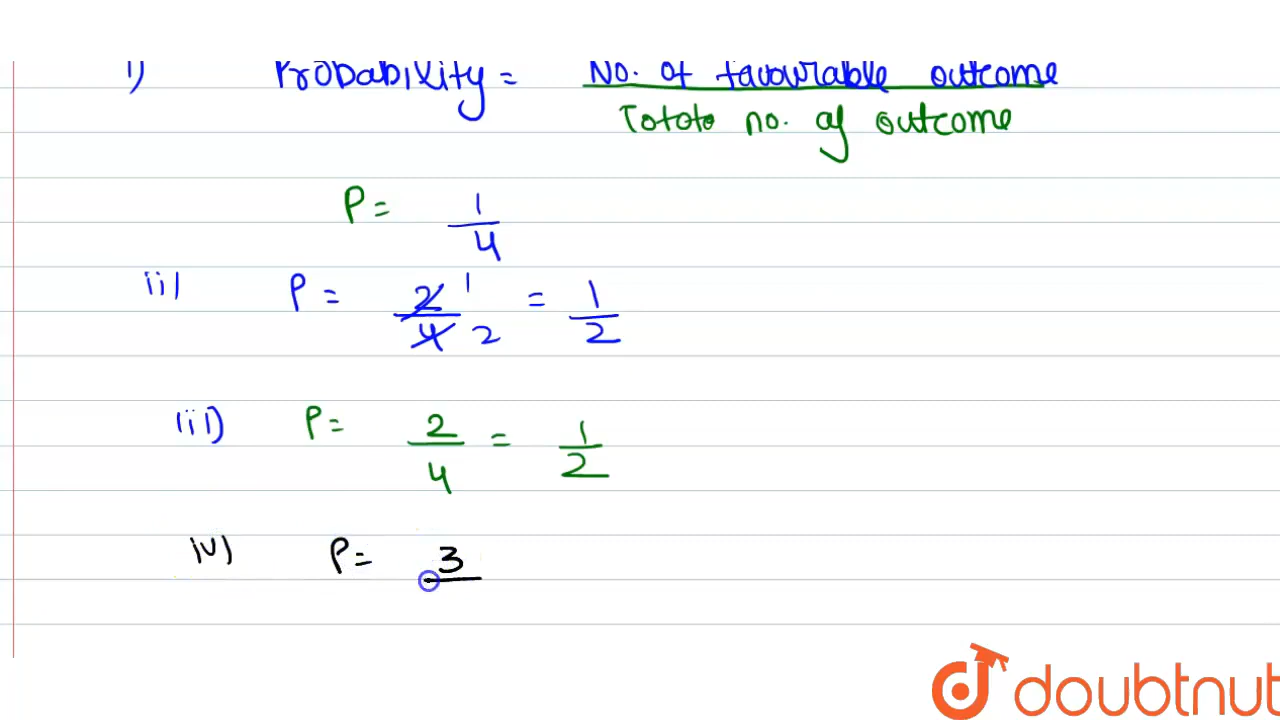 i) Probability = No. of favourable outcome
Total no. of outcome
P = 1/4
ii) P = 2/4 1 2 = 1/2
iii) P = 2/4 = 1/2
iv) P = 3
doubtnut